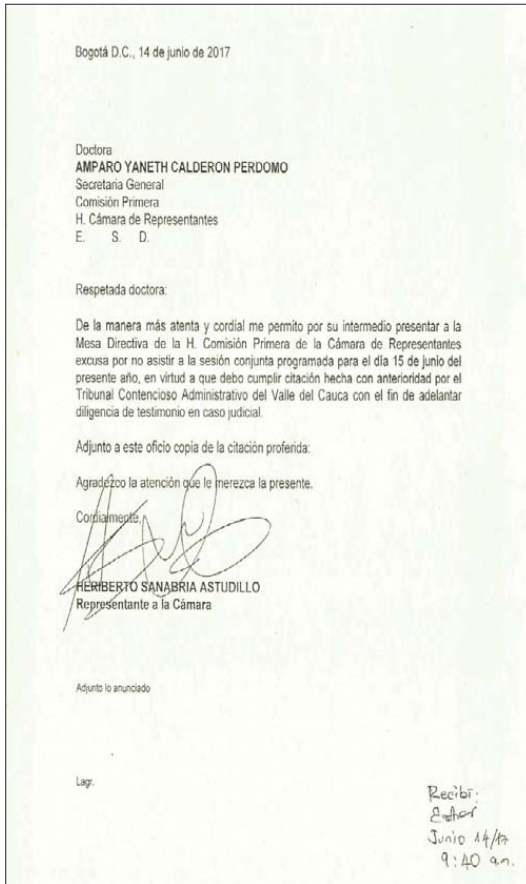 Bogotá D.C., 14 de junio de 2017
Doctora
AMPARO YANETH CALDERON PERDOMO
Secretaria General
Comisión Primera
H. Cámara de Representantes
E. S. D.
Respetada doctora:
De la manera más atenta y cordial me permito por su intermedio presentar a la
Mesa Directiva de la H. Comisión Primera de la Cámara de Representantes
excusa por no asistir a la sesión conjunta programada para el día 15 de junio del
presente año, en virtud a que debo cumplir citación hecha con anterioridad por el
Tribunal Contencioso Administrativo del Valle del Cauca con el fin de adelantar
diligencia de testimonio en caso judicial.
Adjunto a este oficio copia de la citación proferida:
Agradezco la atención que le merezca la presente.
Cordialmente,
HERIBERTO SANABRIA ASTUDILLO
Representante a la Cámara
Adjunto lo anunciado
Lagr.
Recibí:
Esther
Junio 14/17
9:40 am.